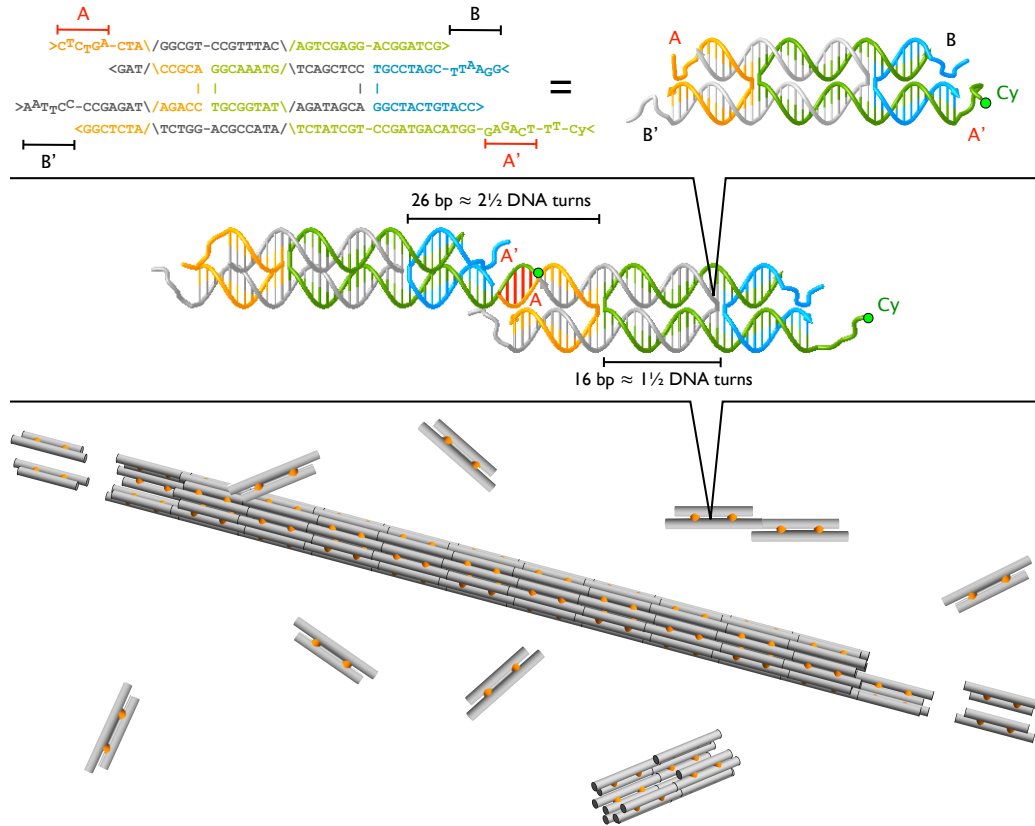 A B
>CTCTGA-CTA\/GGCGT-CCGTTTAC\/AGTCGAGG-ACGGATCG>
<GAT/\CCGCA GGCAAATG/\TCAGCTCC TGCCTAGC-TTAAGG<
>AATTCC-CCGAGAT\/AGACC TGCGGTAT\/AGATAGCA GGCTACTGTACC>
<GGCTCTA/\TCTGG-ACGCCATA/\TCTATCGT-CCGATGACATGG-GAGACT-TT-Cy<
B' A'
=
A B
Cy
B' A'
26 bp ≈ 2½ DNA turns
A'
A
Cy
16 bp ≈ 1½ DNA turns